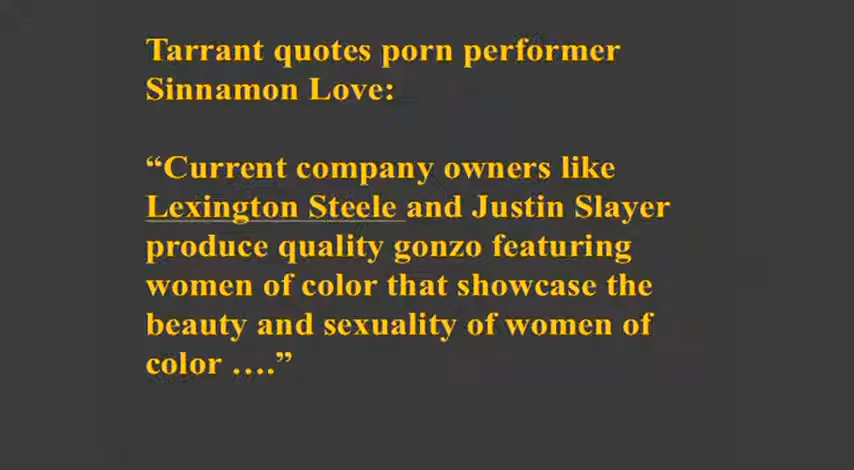 Tarrant quotes porn performer
Sinnamon Love:
“Current company owners like
Lexington Steele and Justin Slayer
produce quality gonzo featuring
women of color that showcase the
beauty and sexuality of women of
color ….”